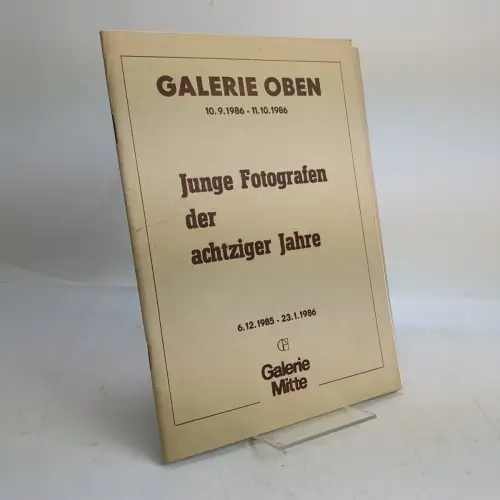 GALERIE OBEN
10.9.1986 - 11.10.1986
Junge Fotografen
der
achtziger Jahre
6.12.1985 - 23.1.1986
Galerie
Mitte